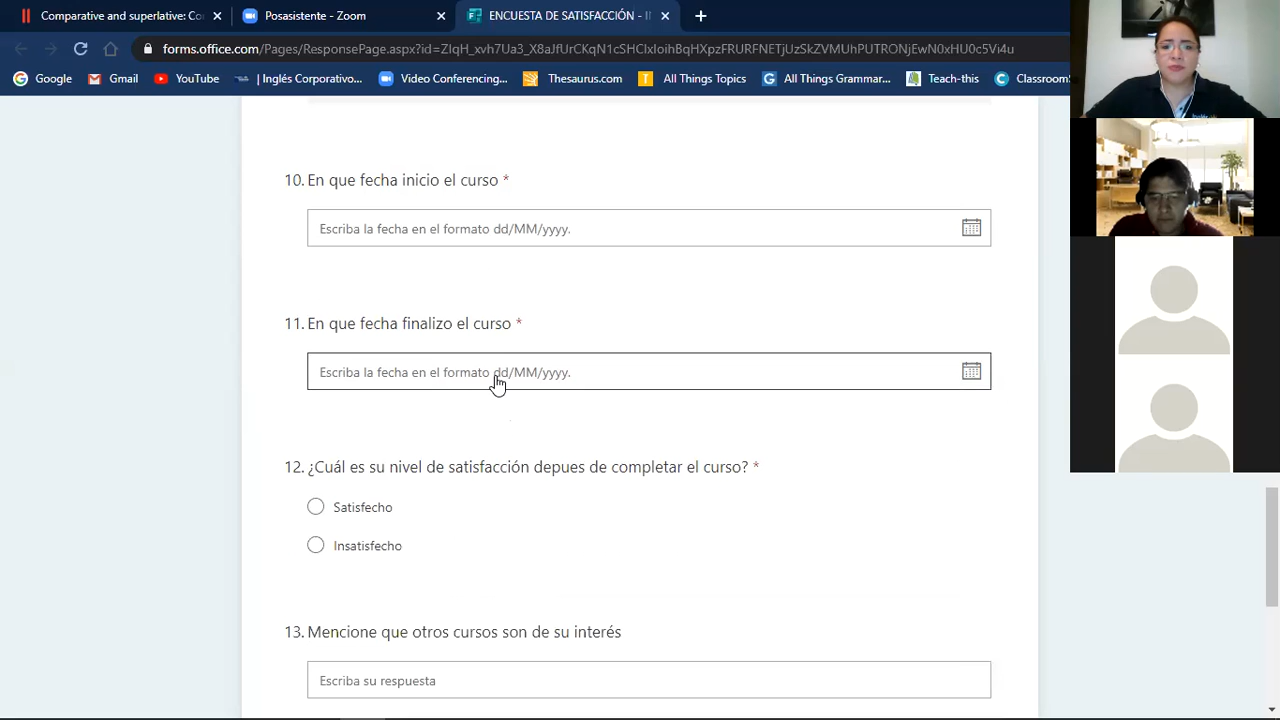 Comparative and superlative: Co
Posasistente - Zoom
ENCUESTA DE SATISFACCIÓN - I
forms.office.com/Pages/ResponsePage.aspx?id=ZIqH_xvh7Ua3_X8aJfUrCKqN1cSHClxIoihBqHXpzFRURFNETjUzSkZVMUhPUTRONjEwN0xHU0c5Vi4u
Google
Gmail
YouTube
| Inglés Corporativo...
Video Conferencing...
Thesaurus.com
All Things Topics
All Things Grammar...
Teach-this
ClassroomS
10. En que fecha inicio el curso *
Escriba la fecha en el formato dd/MM/yyyy.
11. En que fecha finalizo el curso *
Escriba la fecha en el formato dd/MM/yyyy.
12. ¿Cuál es su nivel de satisfacción depues de completar el curso? *
Satisfecho
Insatisfecho
13. Mencione que otros cursos son de su interés
Escriba su respuesta